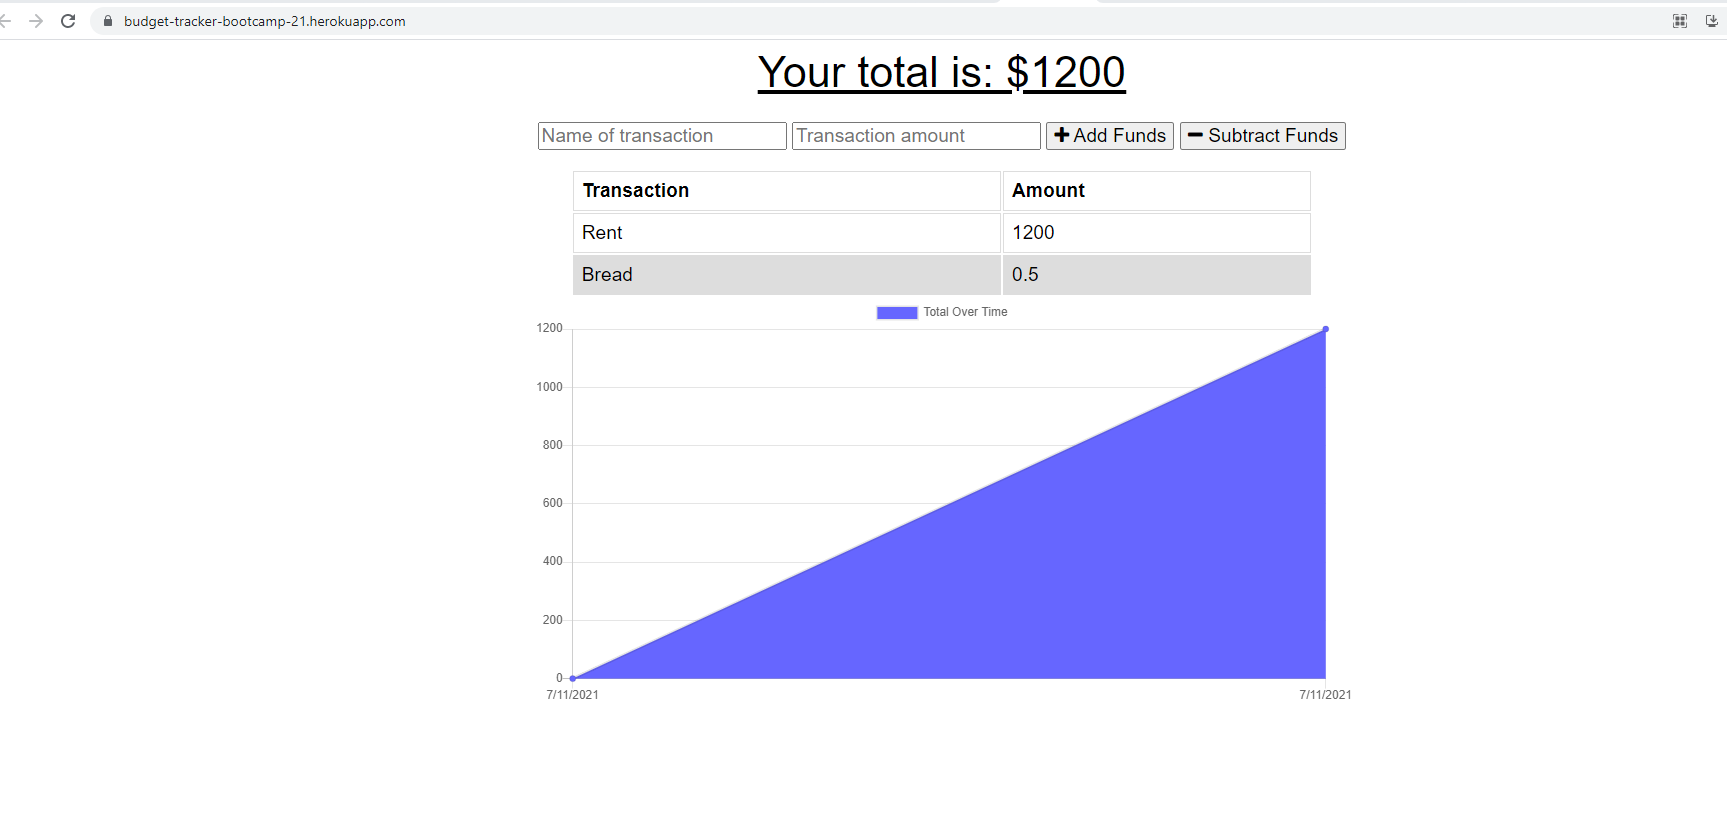 budget-tracker-bootcamp-21.herokuapp.com
Your total is: $1200
Name of transaction Transaction amount Add Funds Subtract Funds
Transaction Amount
Rent 1200
Bread 0.5
Total Over Time
1200
1000
800
600
400
200
0
7/11/2021 7/11/2021